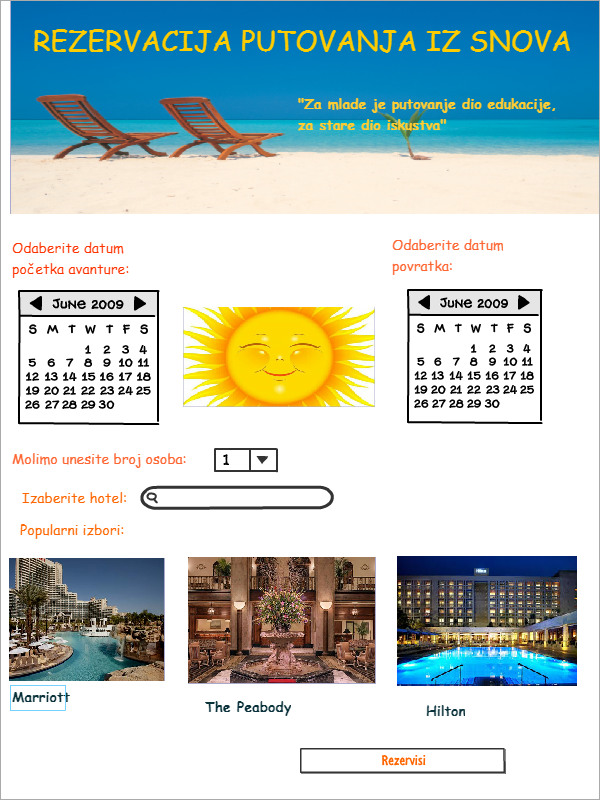 REZERVACIJA PUTOVANJA IZ SNOVA
"Za mlade je putovanje dio edukacije,
za stare dio iskustva"
Odaberite datum
početka avanture:
Odaberite datum
povratka:
JUNE 2009
S M T W T F S
1 2 3 4
5 6 7 8 9 10 11
12 13 14 15 16 17 18
19 20 21 22 23 24 25
26 27 28 29 30
JUNE 2009
S M T W T F S
1 2 3 4
5 6 7 8 9 10 11
12 13 14 15 16 17 18
19 20 21 22 23 24 25
26 27 28 29 30
Molimo unesite broj osoba:
1
Izaberite hotel:
Popularni izbori:
Hilton
Marriott
The Peabody
Hilton
Rezervisi